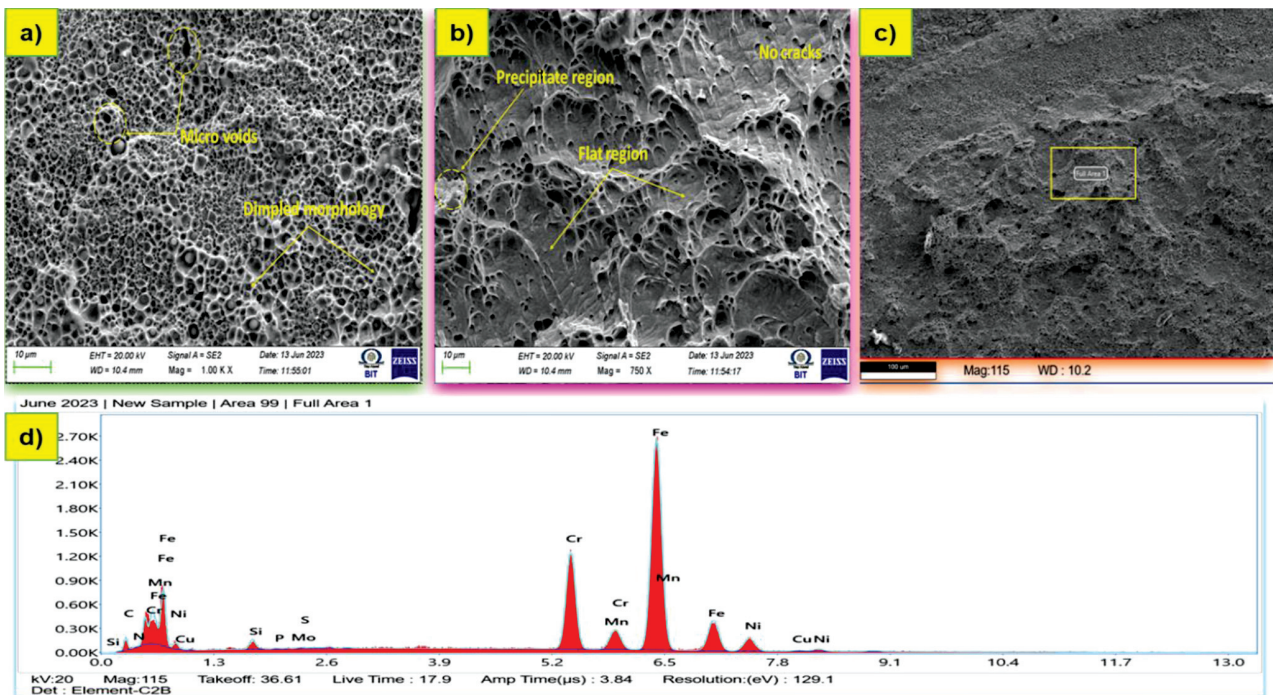 a)
Micro voids
Dimpled morphology
10 µm
EHT = 20.00 kV
Signal A = SE2
Date: 13 Jun 2023
WD = 10.4 mm
Mag = 1.00 K X
Time: 11:55:01
BIT
ZEISS
b)
No cracks
Precipitate region
Flat region
10 µm
EHT = 20.00 kV
Signal A = SE2
Date: 13 Jun 2023
WD = 10.4 mm
Mag = 750 X
Time: 11:54:17
BIT
ZEISS
c)
Full Area 1
100 um
Mag:115
WD : 10.2
June 2023 | New Sample | Area 99 | Full Area 1
d)
2.70K
2.40K
2.10K
1.80K
1.50K
1.20K
0.90K
0.60K
0.30K
0.00K
Fe
Fe
Mn
Fe
C
Cr
Ni
Si
N
Cu
Si
P
S
Mo
Cr
Cr
Mn
Fe
Mn
Fe
Ni
Cu
Ni
0.0 1.3 2.6 3.9 5.2 6.5 7.8 9.1 10.4 11.7 13.0
kV:20 Mag:115 Takeoff: 36.61 Live Time : 17.9 Amp Time(µs) : 3.84 Resolution:(eV) : 129.1
Det : Element-C2B